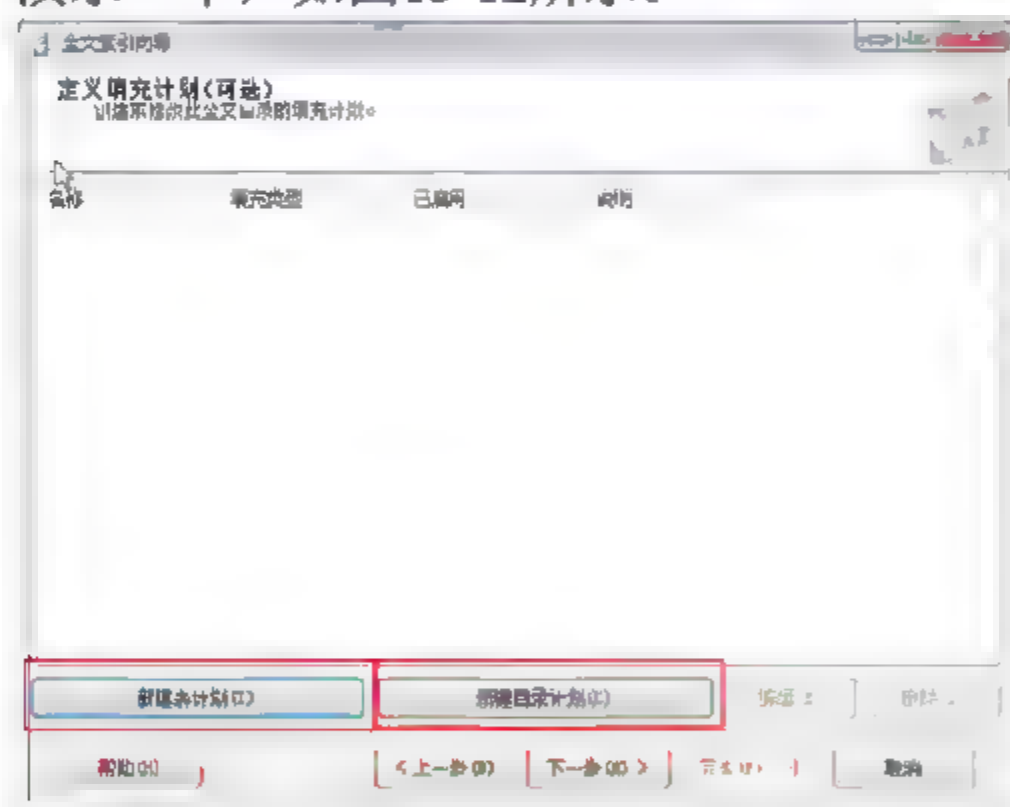 全文索引向导
定义填充计划(可选)
创建或修改此全文目录的填充计划。
名称 填充类型 已启用 说明
新建表计划(T) 新建目录计划(L) 编辑 删除
帮助(H) < 上一步(B) 下一步(N) > 完成(F) 取消